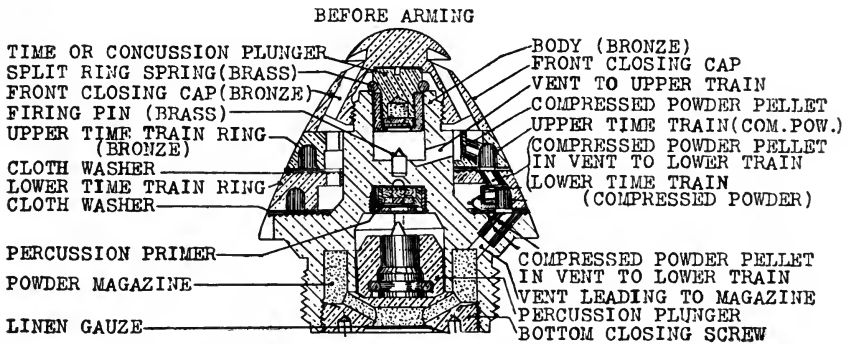 BEFORE ARMING
TIME OR CONCUSSION PLUNGER
SPLIT RING SPRING(BRASS)
FRONT CLOSING CAP(BRONZE)
FIRING PIN (BRASS)
UPPER TIME TRAIN RING
(BRONZE)
CLOTH WASHER
LOWER TIME TRAIN RING
CLOTH WASHER
PERCUSSION PRIMER
POWDER MAGAZINE
LINEN GAUZE
BODY (BRONZE)
FRONT CLOSING CAP
VENT TO UPPER TRAIN
COMPRESSED POWDER PELLET
UPPER TIME TRAIN(COM.POW.)
(COMPRESSED POWDER PELLET
IN VENT TO LOWER TRAIN
(LOWER TIME TRAIN
(COMPRESSED POWDER)
COMPRESSED POWDER PELLET
IN VENT TO LOWER TRAIN
VENT LEADING TO MAGAZINE
PERCUSSION PLUNGER
BOTTOM CLOSING SCREW